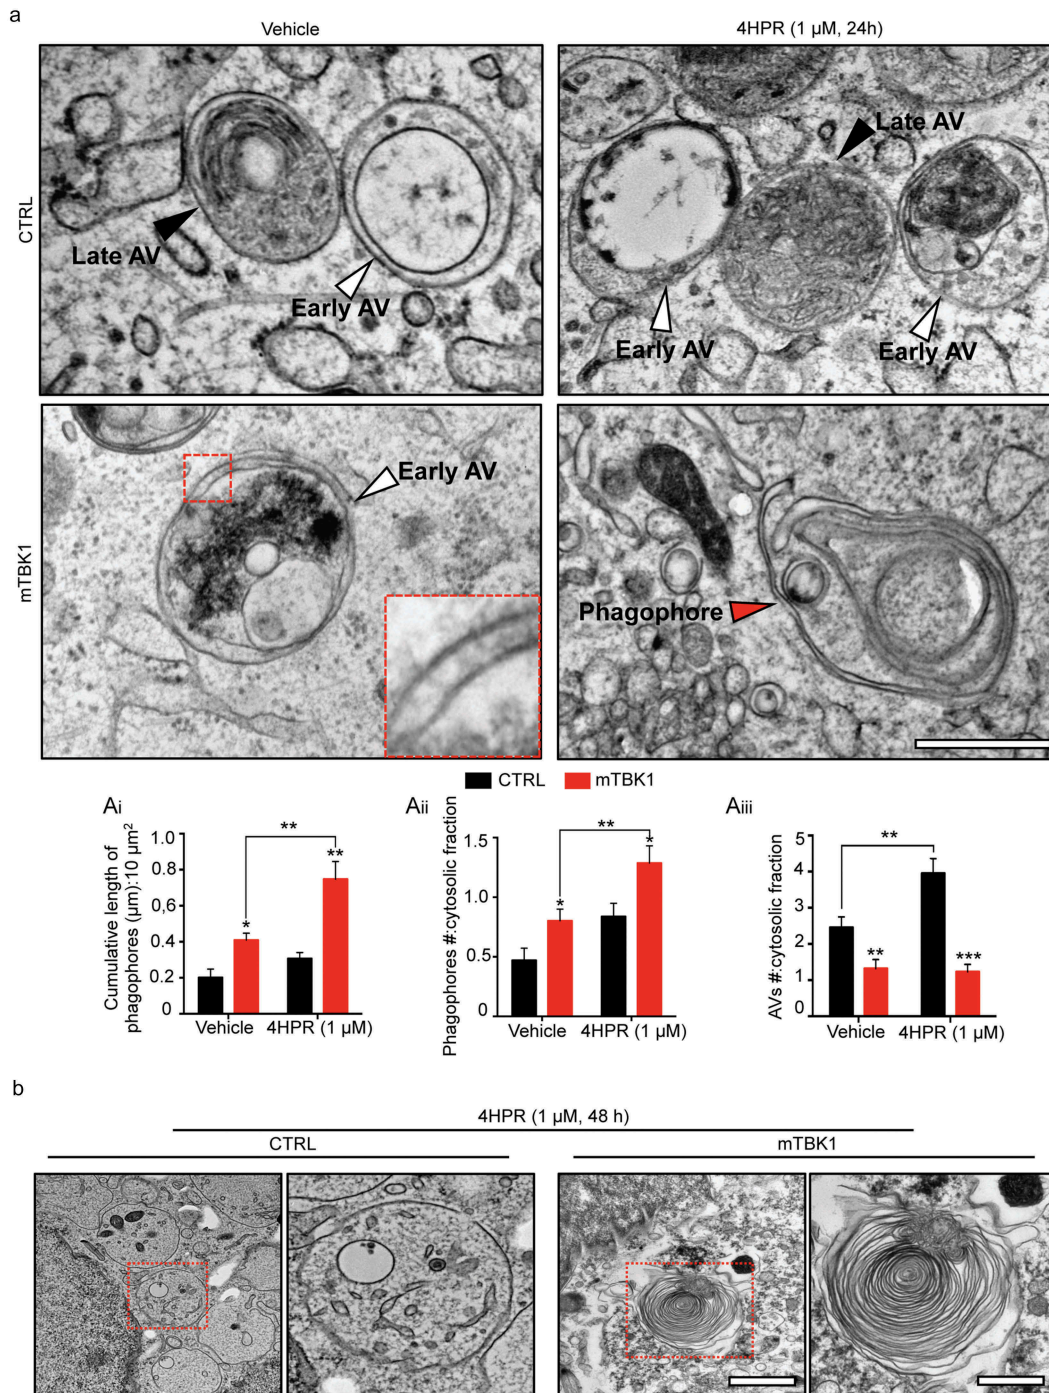 a
Vehicle
4HPR (1 µM, 24h)
CTRL
Late AV
Early AV
Late AV
Early AV
Early AV
mTBK1
Early AV
Phagophore
CTRL
mTBK1
Ai
Cumulative length of
phagophores (µm):10 µm²
1.0
0.8
0.6
0.4
0.2
0
*
**
**
Vehicle
4HPR (1 µM)
Aii
Phagophores #:cytosolic fraction
1.5
1.0
0.5
0
*
**
*
Vehicle
4HPR (1 µM)
Aiii
AVs #:cytosolic fraction
5
4
3
2
1
0
**
**
***
Vehicle
4HPR (1 µM)
b
4HPR (1 µM, 48 h)
CTRL
mTBK1